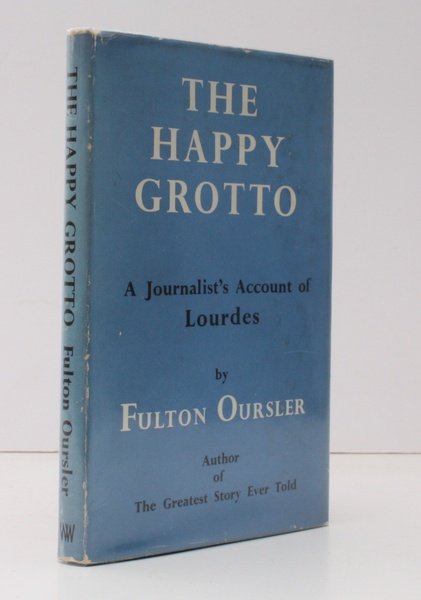 THE
HAPPY
GROTTO
A Journalist's Account of
Lourdes
by
FULTON OURSLER
Author
of
The Greatest Story Ever Told
THE HAPPY GROTTO Fulton Oursler
WW